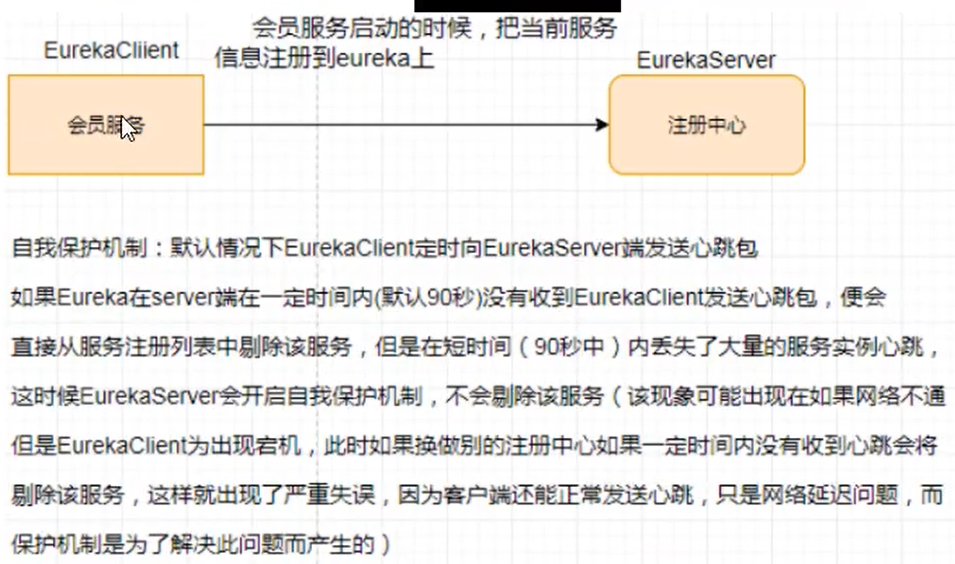 会员服务启动的时候，把当前服务
信息注册到eureka上
EurekaCliient
EurekaServer
会员服务
注册中心
自我保护机制：默认情况下EurekaClient定时向EurekaServer端发送心跳包
如果Eureka在server端在一定时间内(默认90秒)没有收到EurekaClient发送心跳包，便会
直接从服务注册列表中剔除该服务，但是在短时间（90秒中）内丢失了大量的服务实例心跳，
这时候EurekaServer会开启自我保护机制，不会剔除该服务（该现象可能出现在如果网络不通
但是EurekaClient为出现宕机，此时如果换做别的注册中心如果一定时间内没有收到心跳会将
剔除该服务，这样就出现了严重失误，因为客户端还能正常发送心跳，只是网络延迟问题，而
保护机制是为了解决此问题而产生的）